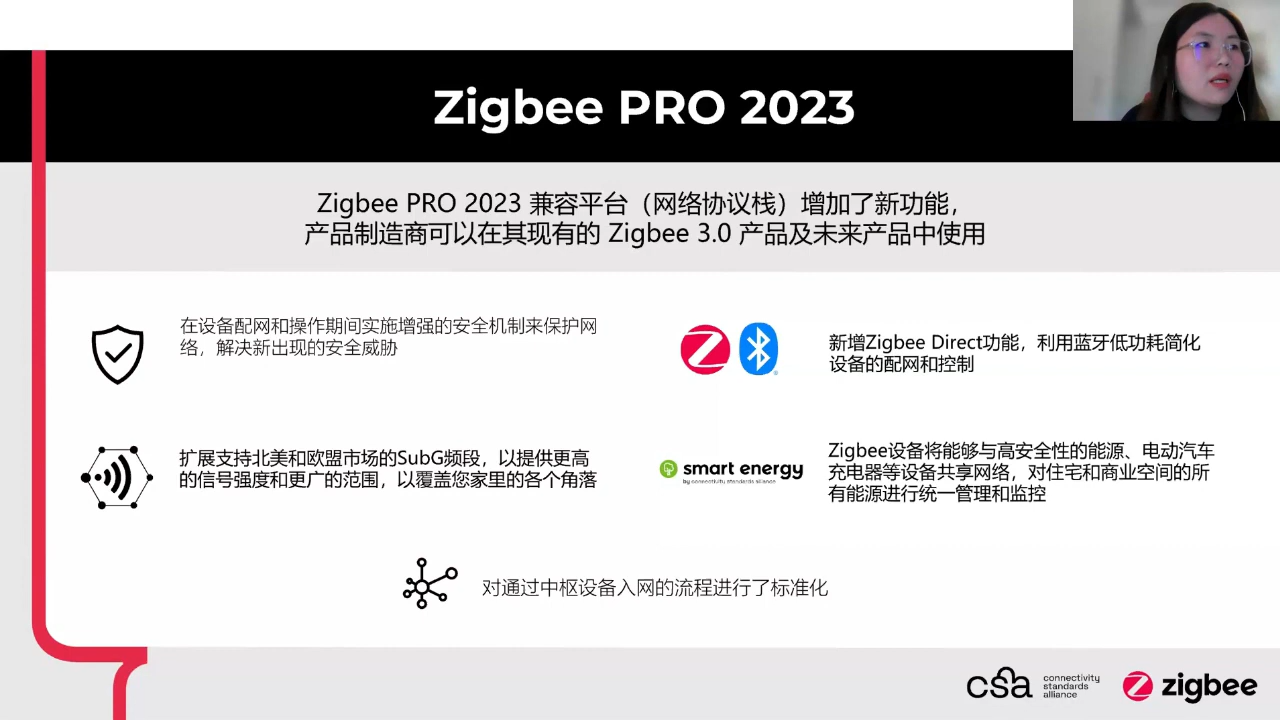 Zigbee PRO 2023
Zigbee PRO 2023 兼容平台（网络协议栈）增加了新功能，
产品制造商可以在其现有的 Zigbee 3.0 产品及未来产品中使用
在设备配网和操作期间实施增强的安全机制来保护网
络，解决新出现的安全威胁
新增Zigbee Direct功能，利用蓝牙低功耗简化
设备的配网和控制
扩展支持北美和欧盟市场的SubG频段，以提供更高
的信号强度和更广的范围，以覆盖您家里的各个角落
smart energy
by connectivity standards alliance
Zigbee设备将能够与高安全性的能源、电动汽车
充电器等设备共享网络，对住宅和商业空间的所
有能源进行统一管理和监控
对通过中枢设备入网的流程进行了标准化
csa
connectivity
standards
alliance
zigbee